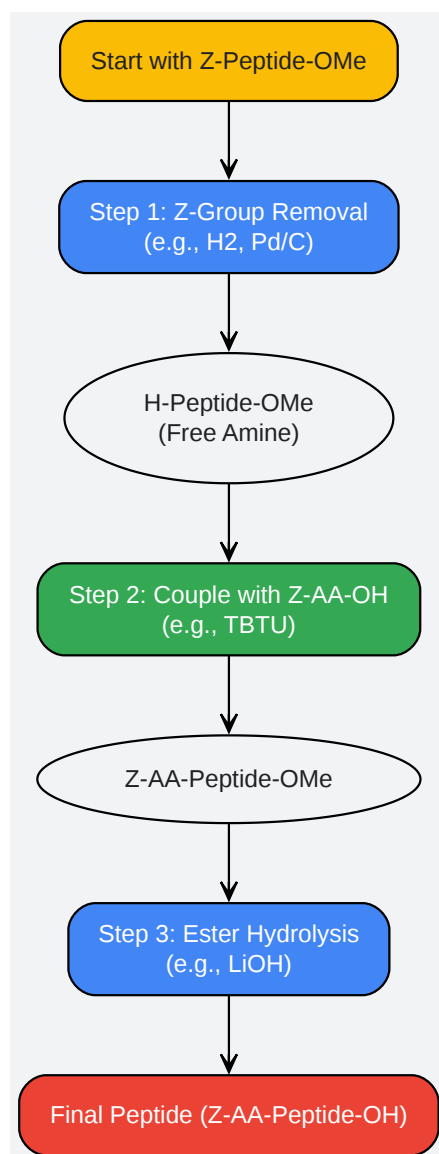 Start with Z-Peptide-OMe
Step 1: Z-Group Removal
(e.g., H2, Pd/C)
H-Peptide-OMe
(Free Amine)
Step 2: Couple with Z-AA-OH
(e.g., TBTU)
Z-AA-Peptide-OMe
Step 3: Ester Hydrolysis
(e.g., LiOH)
Final Peptide (Z-AA-Peptide-OH)